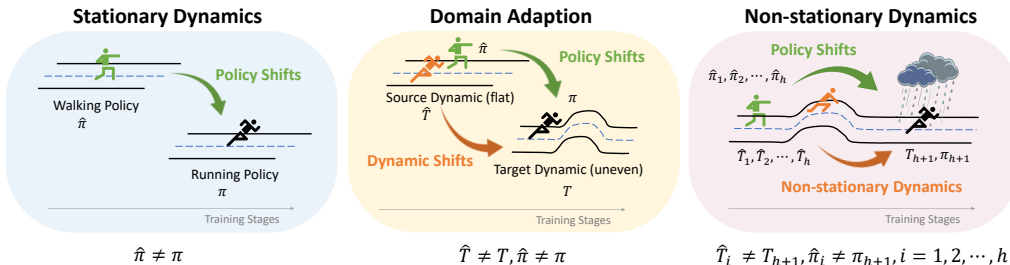 Stationary Dynamics
Policy Shifts
Walking Policy
π̂
Running Policy
π
Training Stages
π̂ ≠ π
Domain Adaption
π̂
Policy Shifts
Source Dynamic (flat)
T̂
π
Dynamic Shifts
Target Dynamic (uneven)
T
Training Stages
T̂ ≠ T, π̂ ≠ π
Non-stationary Dynamics
Policy Shifts
π̂₁, π̂₂, ⋯, π̂ₕ
T̂₁, T̂₂, ⋯, T̂ₕ
Tₕ₊₁, πₕ₊₁
Non-stationary Dynamics
Training Stages
T̂ᵢ ≠ Tₕ₊₁, π̂ᵢ ≠ πₕ₊₁, i = 1, 2, ⋯, h